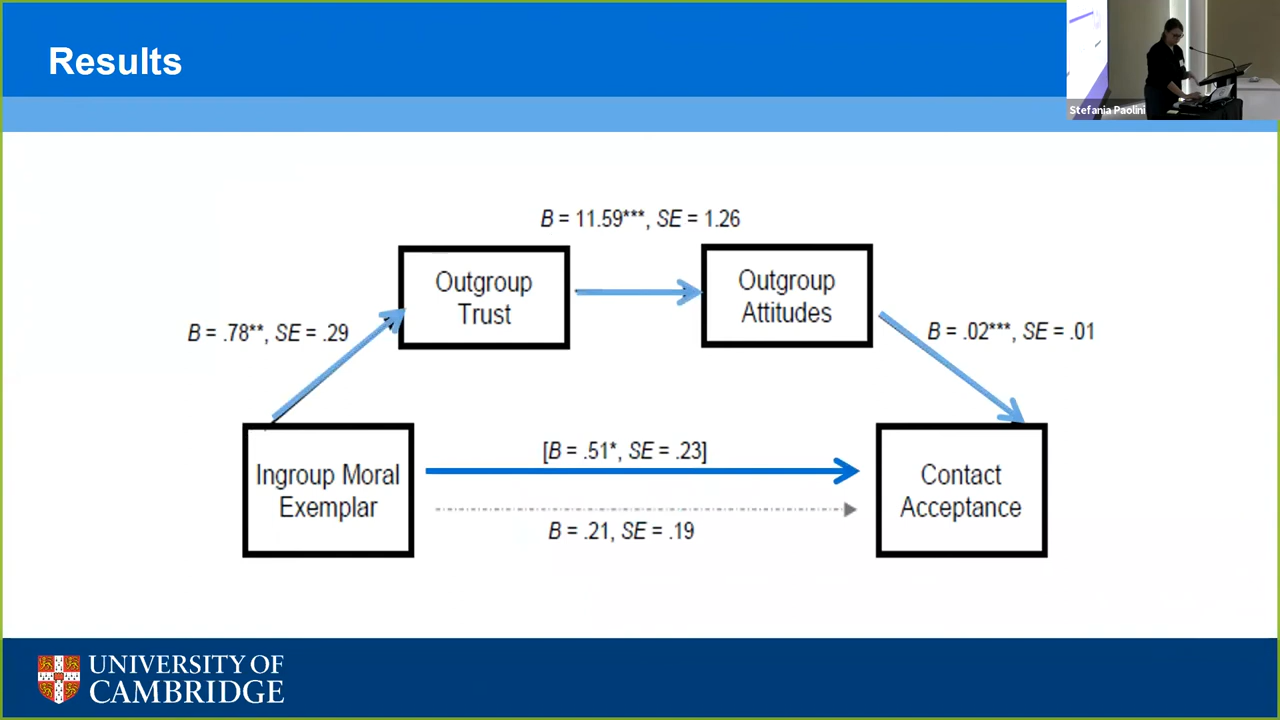 Results
Stefania Paolini
B = 11.59***, SE = 1.26
Outgroup
Trust
Outgroup
Attitudes
B = .78**, SE = .29
B = .02***, SE = .01
[B = .51*, SE = .23]
Ingroup Moral
Exemplar
Contact
Acceptance
B = .21, SE = .19
UNIVERSITY OF
CAMBRIDGE